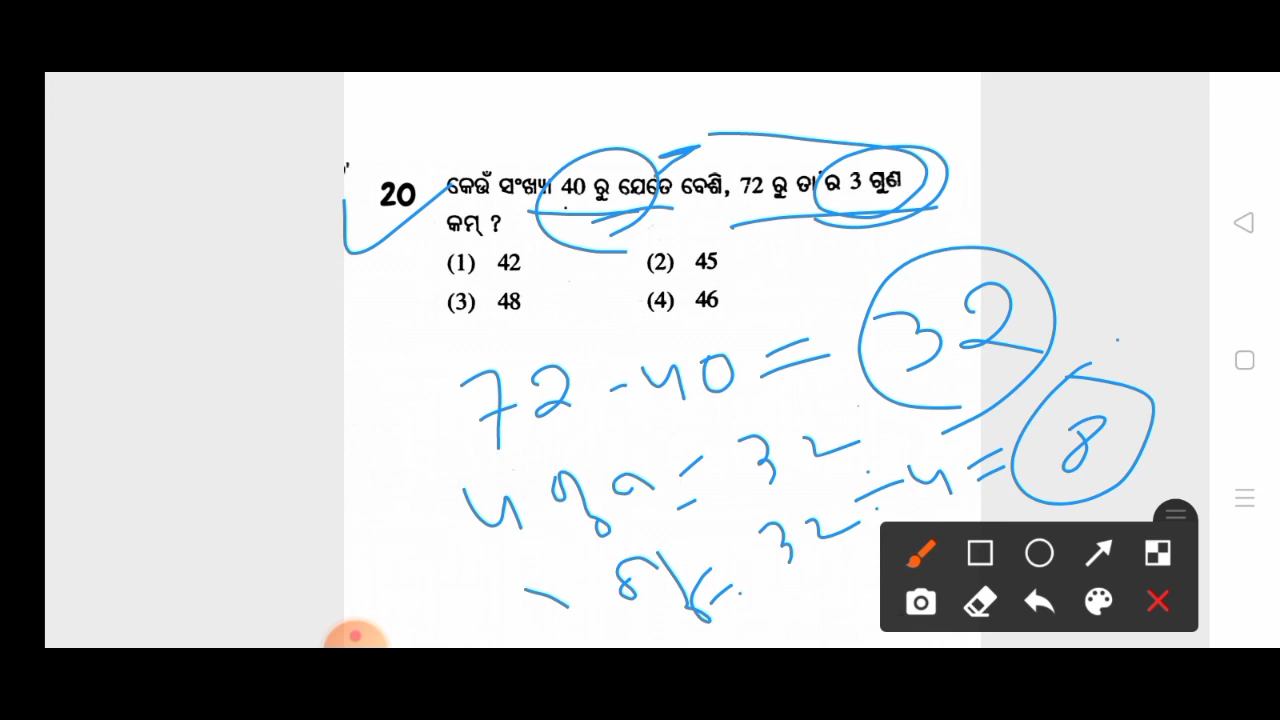 20 କେଉଁ ସଂଖ୍ୟା 40 ରୁ ଯେତେ ବେଶି, 72 ରୁ ତା'ର 3 ଗୁଣ
କମ୍ ?
(1) 42 (2) 45
(3) 48 (4) 46
72 - 40 = 32
4 ଗୁଣ = 32
32 ÷ 4 = 8